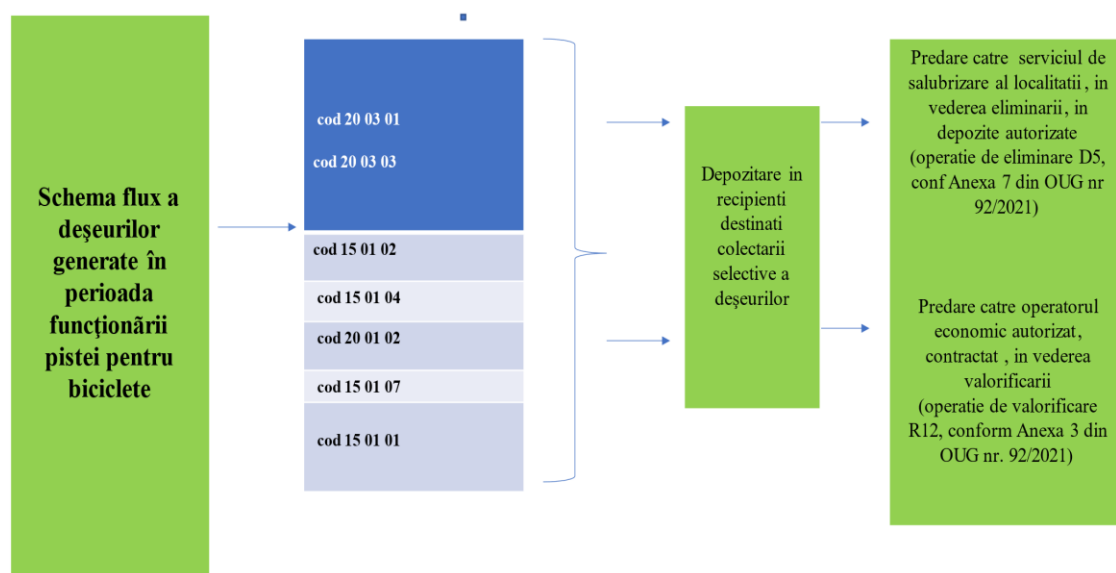 Schema flux a
deşeurilor
generate în
perioada
funcţionãrii
pistei pentru
biciclete
cod 20 03 01
cod 20 03 03
cod 15 01 02
cod 15 01 04
cod 20 01 02
cod 15 01 07
cod 15 01 01
Depozitare in
recipienti
destinati
colectarii
selective a
deşeurilor
Predare catre serviciul de
salubrizare al localitatii , in
vederea eliminarii , in
depozite autorizate
(operatie de eliminare D5,
conf Anexa 7 din OUG nr
92/2021)
Predare catre operatorul
economic autorizat,
contractat , in vederea
valorificarii
(operatie de valorificare
R12, conform Anexa 3 din
OUG nr. 92/2021)